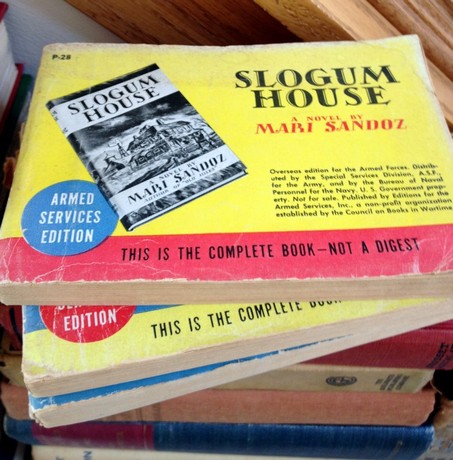 P-28
SLOGUM
HOUSE
A NOVEL BY
MARI SANDOZ
SLOGUM
HOUSE
A NOVEL BY
MARI SANDOZ
Overseas edition for the Armed Forces. Distrib-
uted by the Special Services Division, A.S.F.,
for the Army, and by the Bureau of Naval
Personnel for the Navy. U. S. Government prop-
erty. Not for sale. Published by Editions for the
Armed Services, Inc., a non-profit organization
established by the Council on Books in Wartime
ARMED
SERVICES
EDITION
THIS IS THE COMPLETE BOOK—NOT A DIGEST
EDITION
THIS IS THE COMPLETE BOOK